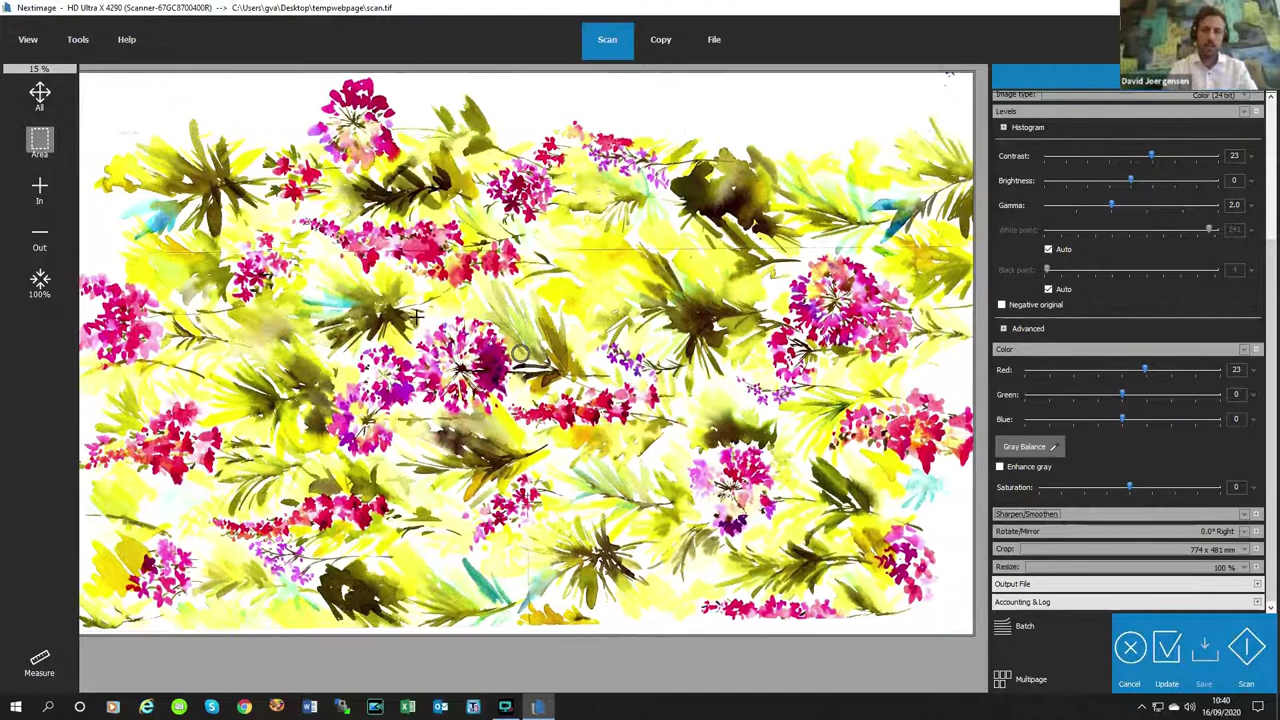 Nextimage - HD Ultra X 4290 (Scanner-67GC8700400R) --> C:\Users\gva\Desktop\tempwebpage\scan.tif
View Tools Help Scan Copy File
David Joergensen
15 %
All
Area
In
Out
100%
Measure
Image type: Color (24 bit)
Levels
Histogram
Contrast: 23
Brightness: 0
Gamma: 2.0
White point: 241
Auto
Black point: 4
Auto
Negative original
Advanced
Color
Red: 23
Green: 0
Blue: 0
Gray Balance
Enhance gray
Saturation: 0
Sharpen/Smoothen
Rotate/Mirror 0.0° Right
Crop: 774 x 481 mm
Resize: 100 %
Output File
Accounting & Log
Batch
Multipage
Cancel Update Save Scan
10:40
16/09/2020